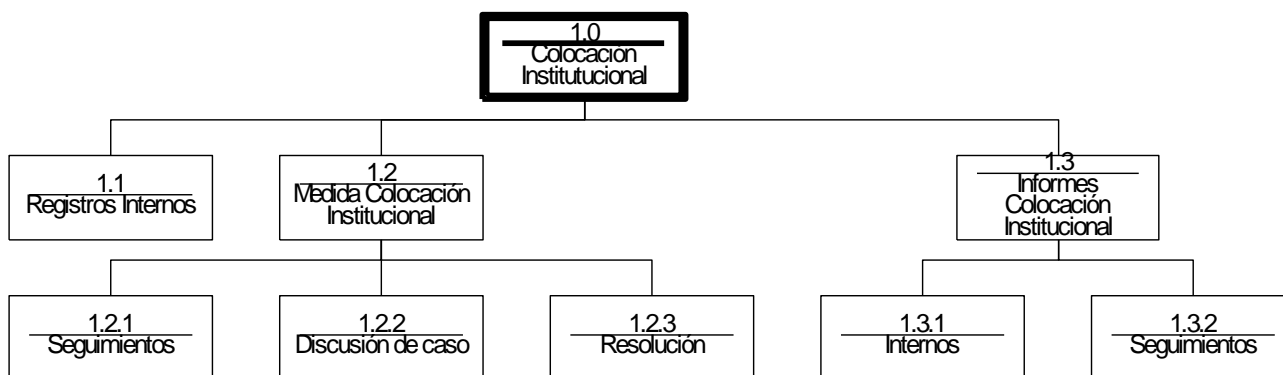 1.0
Colocación
Institutucional
1.1
Registros Internos
1.2
Medida Colocación
Institucional
1.3
Informes
Colocación
Institucional
1.2.1
Seguimientos
1.2.2
Discusión de caso
1.2.3
Resolución
1.3.1
Internos
1.3.2
Seguimientos